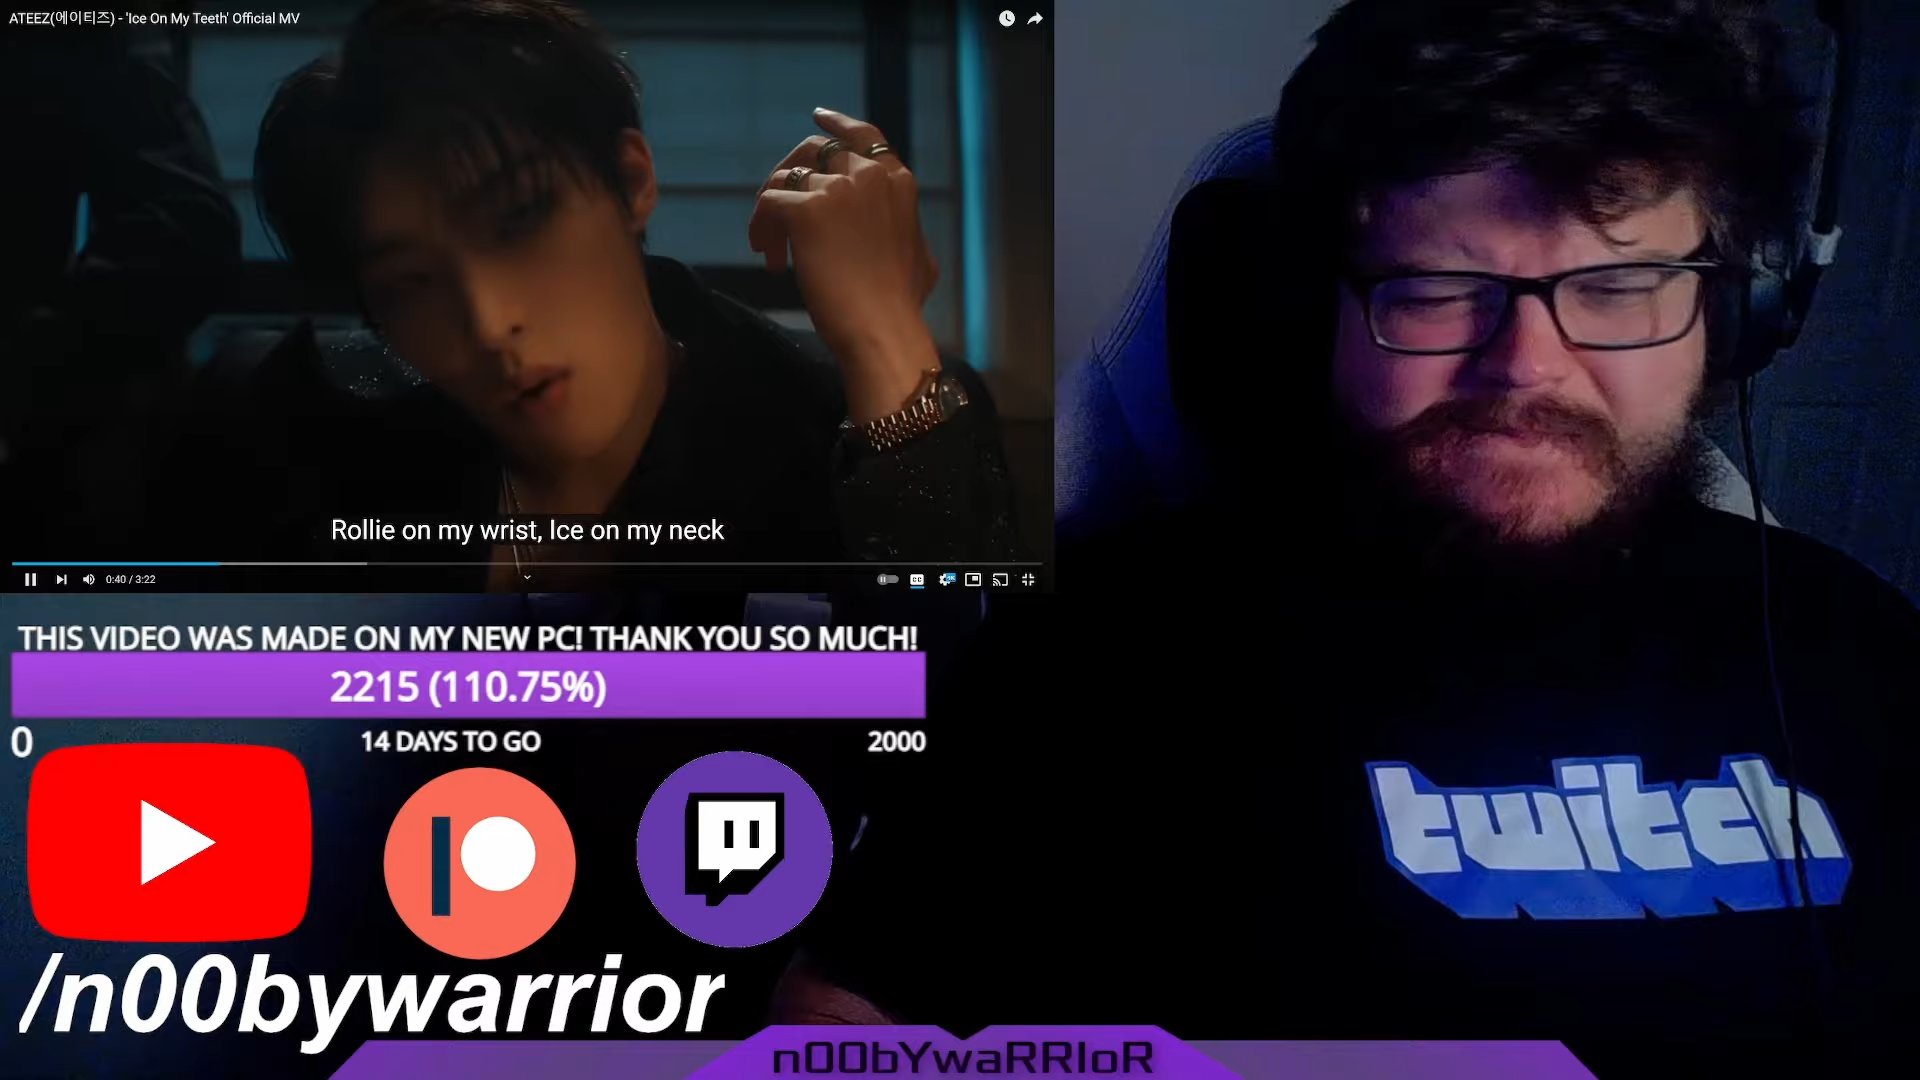 ATEEZ(에이티즈) - 'Ice On My Teeth' Official MV
Rollie on my wrist, Ice on my neck
0:40 / 3:22
CC
THIS VIDEO WAS MADE ON MY NEW PC! THANK YOU SO MUCH!
2215 (110.75%)
0 14 DAYS TO GO 2000
/n00bywarrior
twitch
n00bYwaRRIoR